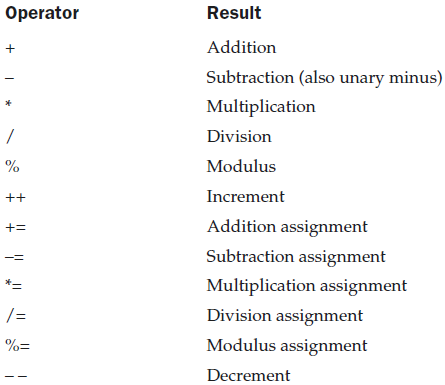 Operator Result
+ Addition
– Subtraction (also unary minus)
* Multiplication
/ Division
% Modulus
++ Increment
+= Addition assignment
–= Subtraction assignment
*= Multiplication assignment
/= Division assignment
%= Modulus assignment
–– Decrement